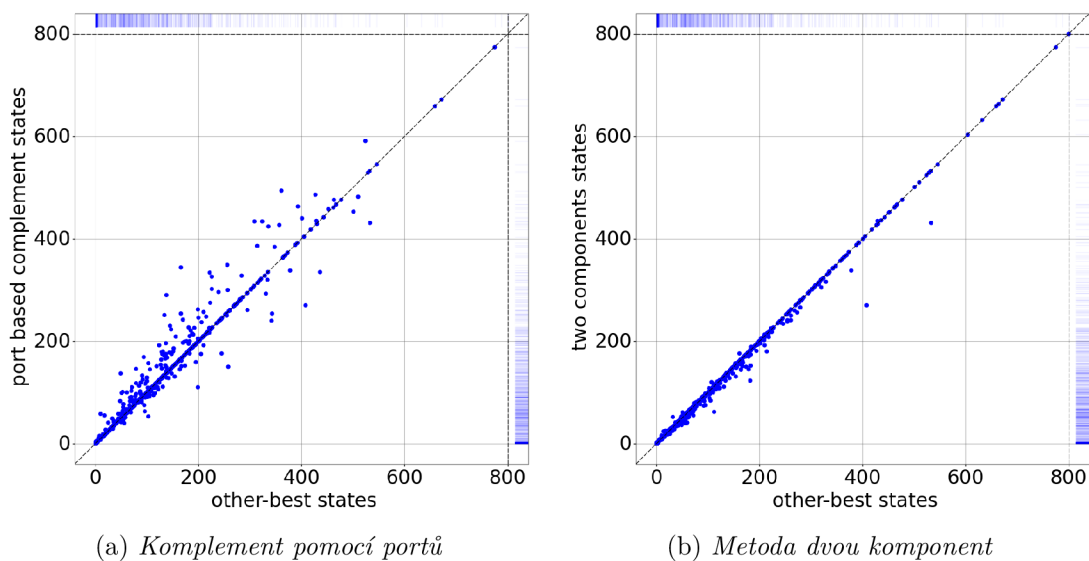 800
600
400
200
0
port based complement states
0 200 400 600 800
other-best states
(a) Komplement pomocí portů
800
600
400
200
0
two components states
0 200 400 600 800
other-best states
(b) Metoda dvou komponent